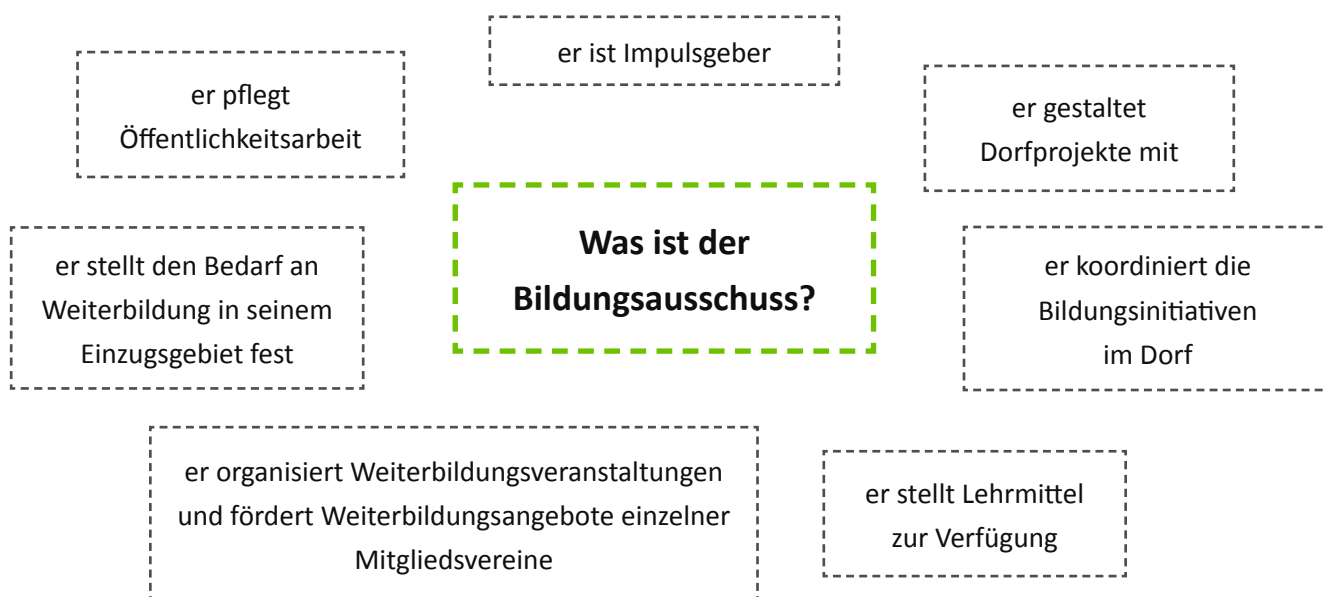 er ist Impulsgeber
er pflegt
Öffentlichkeitsarbeit
er gestaltet
Dorfprojekte mit
Was ist der
Bildungsausschuss?
er stellt den Bedarf an
Weiterbildung in seinem
Einzugsgebiet fest
er koordiniert die
Bildungsinitiativen
im Dorf
er organisiert Weiterbildungsveranstaltungen
und fördert Weiterbildungsangebote einzelner
Mitgliedsvereine
er stellt Lehrmittel
zur Verfügung